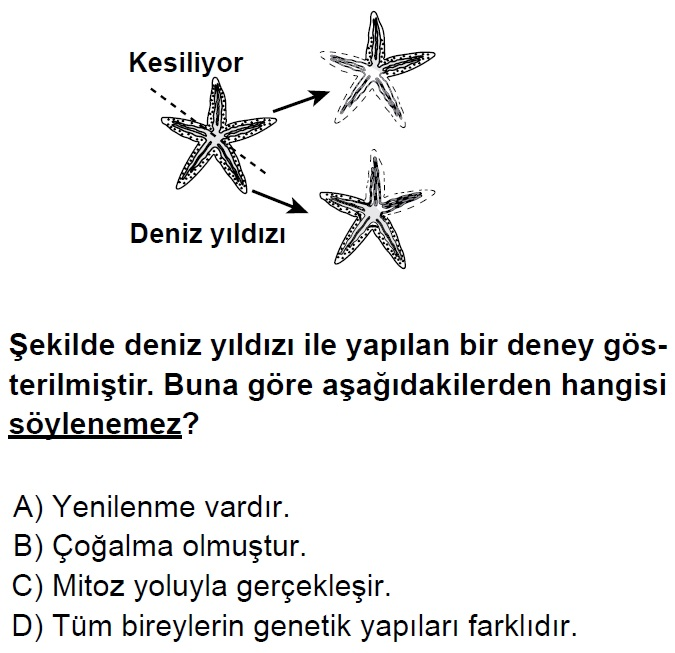 Kesiliyor
Deniz yıldızı
Şekilde deniz yıldızı ile yapılan bir deney gös-
terilmiştir. Buna göre aşağıdakilerden hangisi
söylenemez?
A) Yenilenme vardır.
B) Çoğalma olmuştur.
C) Mitoz yoluyla gerçekleşir.
D) Tüm bireylerin genetik yapıları farklıdır.